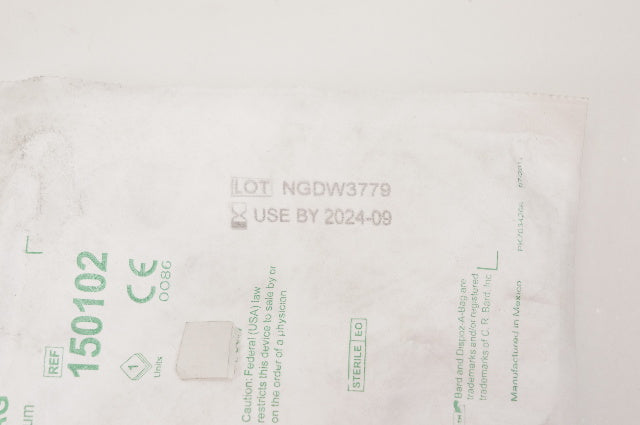 LOT NGDW3779
USE BY 2024-09
REF 150102
CE
0086
1
Units
Caution: Federal (USA) law
restricts this device to sale by or
on the order of a physician
STERILE EO
Bard and Dispoz-A-Bag are
trademarks and/or registered
trademarks of C. R. Bard, Inc
Manufactured in Mexico